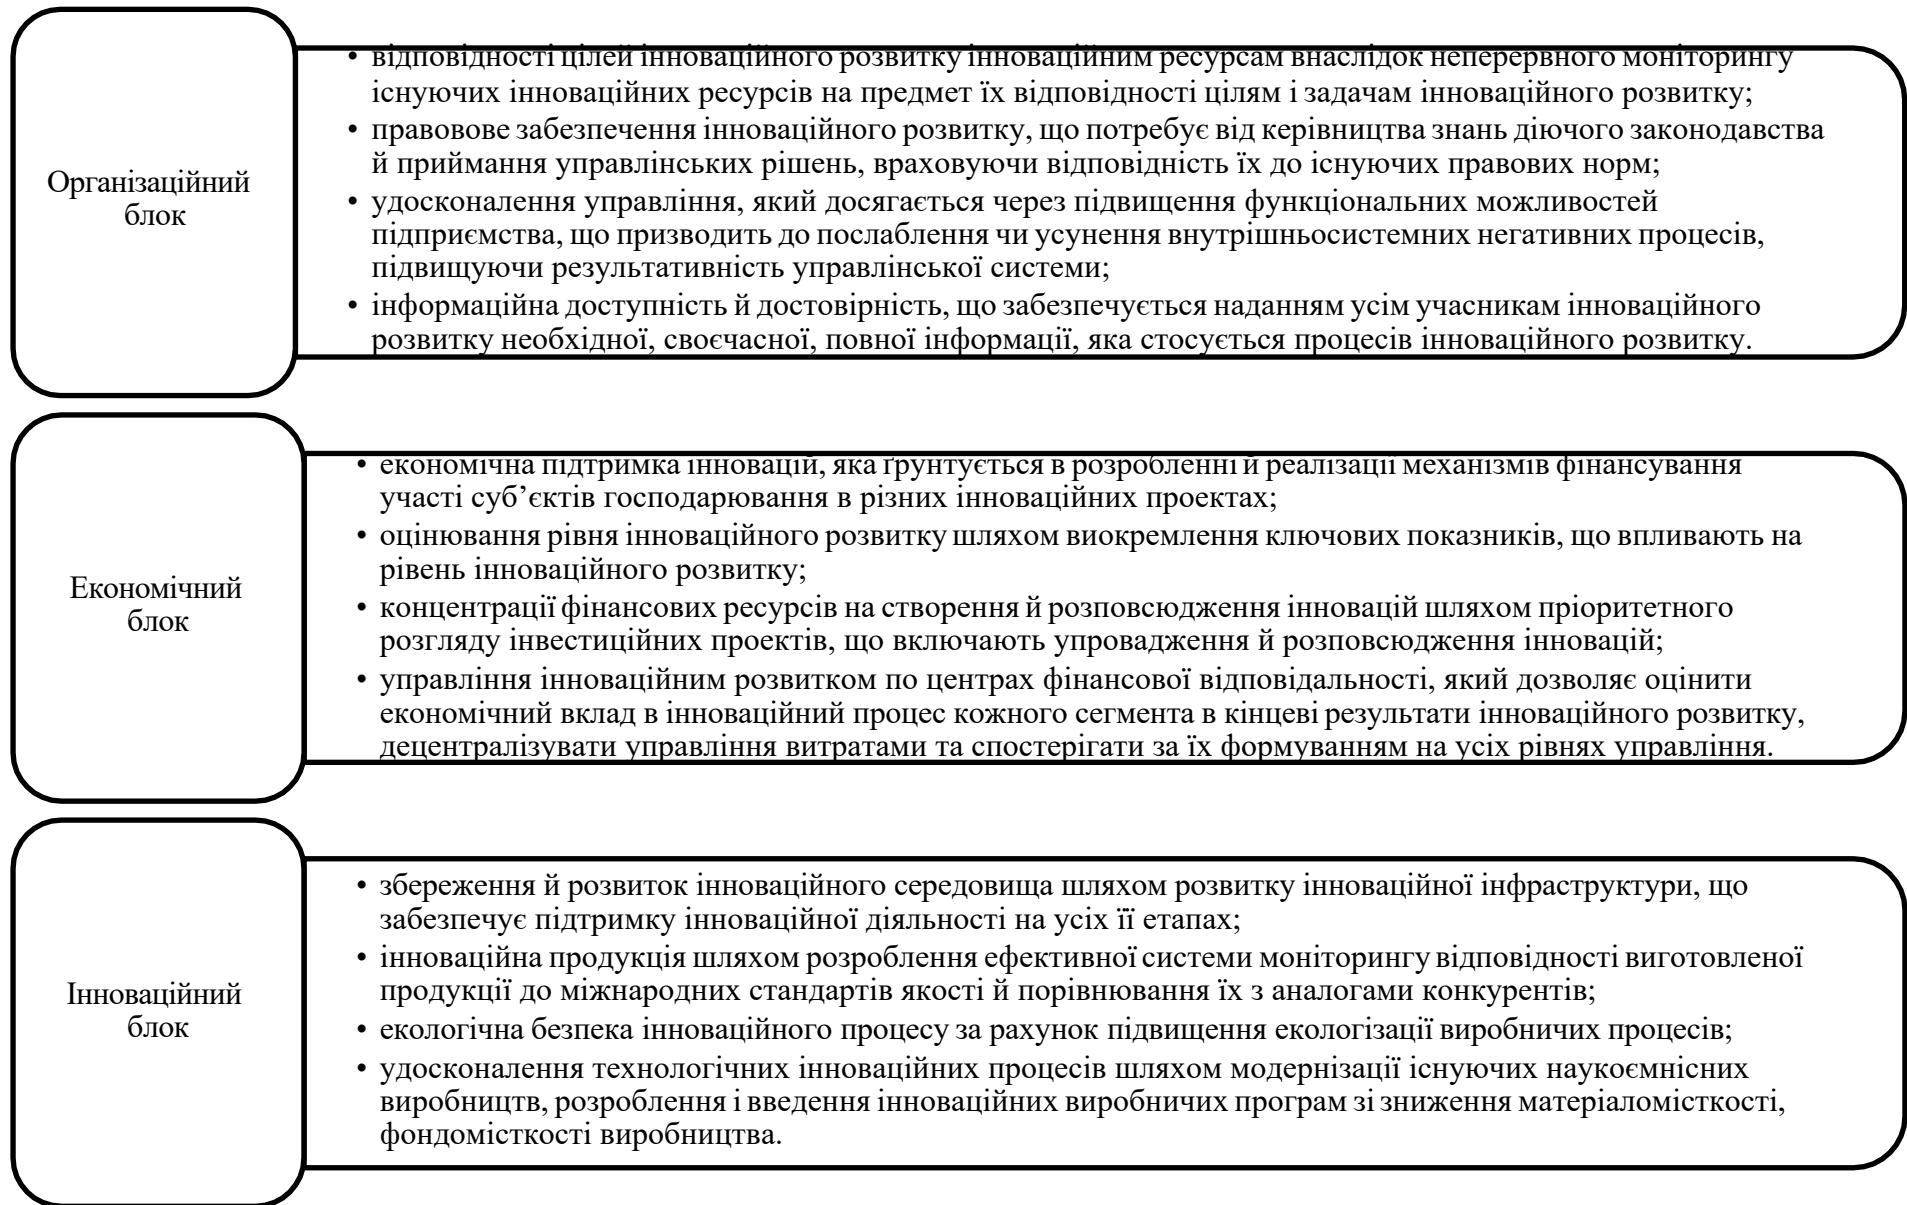 Організаційний
блок
• відповідності цілей інноваційного розвитку інноваційним ресурсам внаслідок неперервного моніторингу
існуючих інноваційних ресурсів на предмет їх відповідності цілям і задачам інноваційного розвитку;
• правовове забезпечення інноваційного розвитку, що потребує від керівництва знань діючого законодавства
й приймання управлінських рішень, враховуючи відповідність їх до існуючих правових норм;
• удосконалення управління, який досягається через підвищення функціональних можливостей
підприємства, що призводить до послаблення чи усунення внутрішньосистемних негативних процесів,
підвищуючи результативність управлінської системи;
• інформаційна доступність й достовірність, що забезпечується наданням усім учасникам інноваційного
розвитку необхідної, своєчасної, повної інформації, яка стосується процесів інноваційного розвитку.
Економічний
блок
• економічна підтримка інновацій, яка ґрунтується в розробленні й реалізації механізмів фінансування
участі суб’єктів господарювання в різних інноваційних проектах;
• оцінювання рівня інноваційного розвитку шляхом виокремлення ключових показників, що впливають на
рівень інноваційного розвитку;
• концентрації фінансових ресурсів на створення й розповсюдження інновацій шляхом пріоритетного
розгляду інвестиційних проектів, що включають упровадження й розповсюдження інновацій;
• управління інноваційним розвитком по центрах фінансової відповідальності, який дозволяє оцінити
економічний вклад в інноваційний процес кожного сегмента в кінцеві результати інноваційного розвитку,
децентралізувати управління витратами та спостерігати за їх формуванням на усіх рівнях управління.
Інноваційний
блок
• збереження й розвиток інноваційного середовища шляхом розвитку інноваційної інфраструктури, що
забезпечує підтримку інноваційної діяльності на усіх її етапах;
• інноваційна продукція шляхом розроблення ефективної системи моніторингу відповідності виготовленої
продукції до міжнародних стандартів якості й порівнювання їх з аналогами конкурентів;
• екологічна безпека інноваційного процесу за рахунок підвищення екологізації виробничих процесів;
• удосконалення технологічних інноваційних процесів шляхом модернізації існуючих наукоємнісних
виробництв, розроблення і введення інноваційних виробничих програм зі зниження матеріаломісткості,
фондомісткості виробництва.